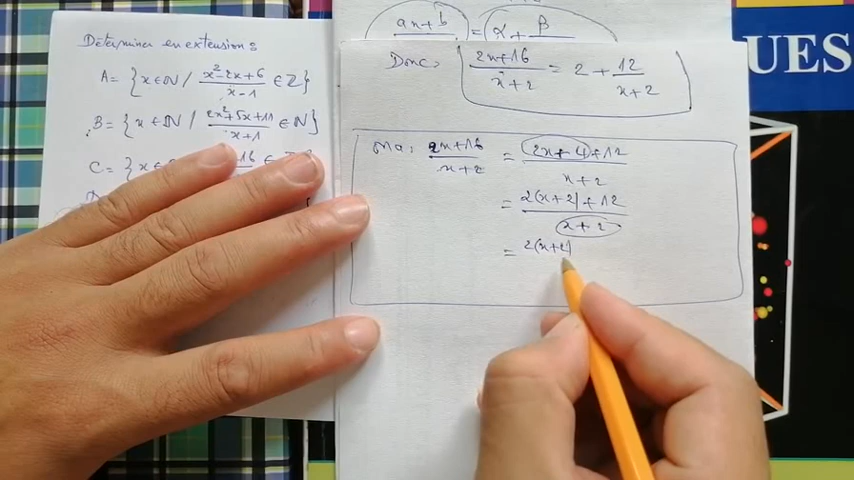 Déterminer en extension :
A = { x ∈ ℕ / (x² - 2x + 6)/(x - 1) ∈ ℤ }
B = { x ∈ ℕ / (2x² + 5x + 11)/(x + 1) ∈ ℕ }
C = { x ∈
ax + b = α + β
Donc: (2x + 16)/(x + 2) = 2 + 12/(x + 2)
On a : (2x + 16)/(x + 2) = (2x + 4 + 12)/(x + 2)
= (2(x + 2) + 12)/(x + 2)
= 2(x + 2)
UES !